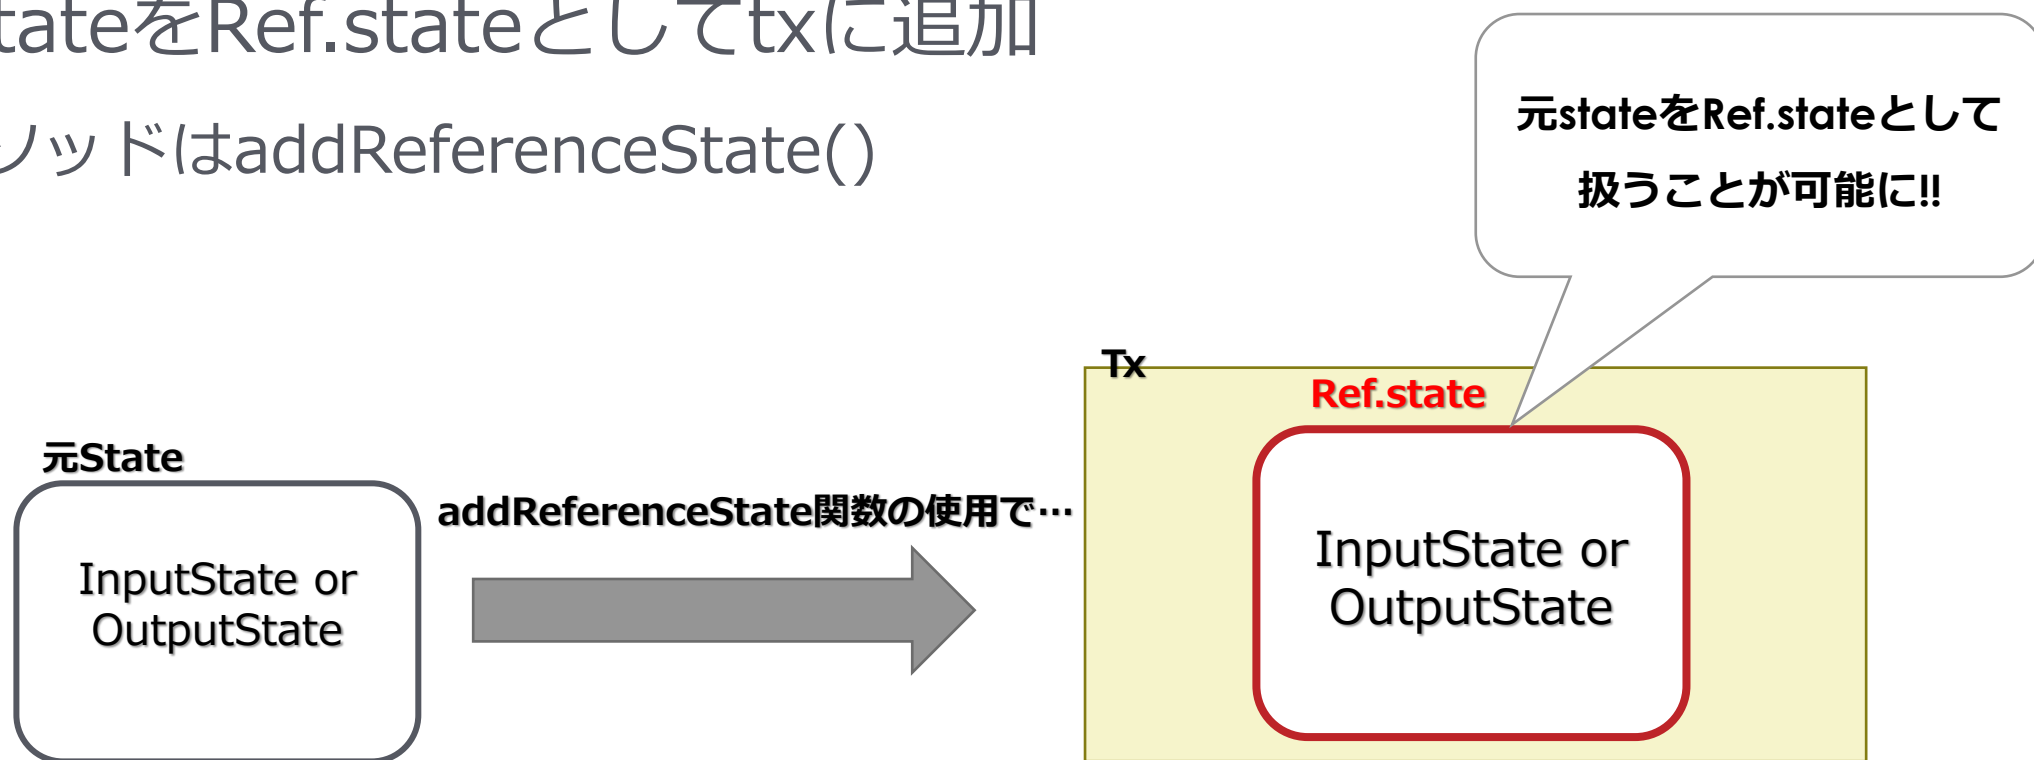 tateをRef.stateとしてtxに追加
ソッドはaddReferenceState()
元stateをRef.stateとして
扱うことが可能に!!
Tx
Ref.state
元State
addReferenceState関数の使用で…
InputState or
OutputState
InputState or
OutputState